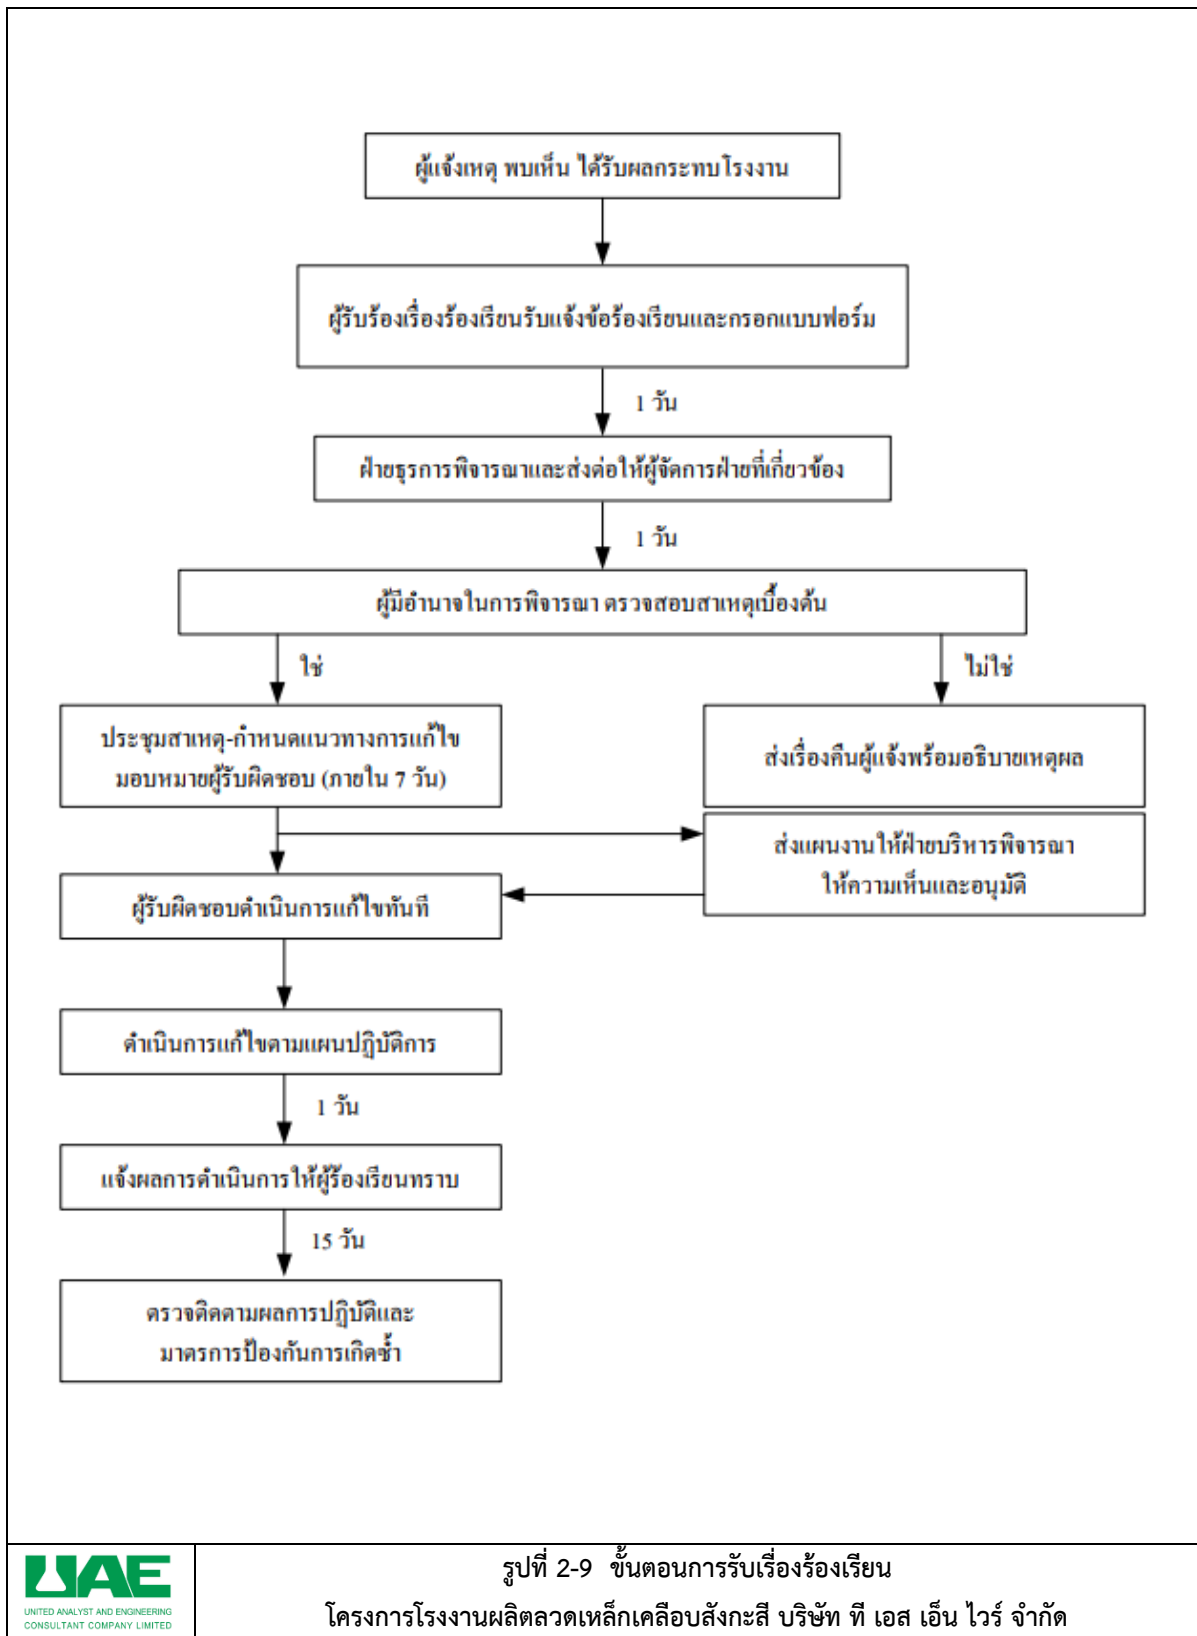 ผู้แจ้งเหตุ พบเห็น ได้รับผลกระทบโรงงาน
ผู้รับร้องเรื่องร้องเรียนรับแจ้งข้อร้องเรียนและกรอกแบบฟอร์ม
1 วัน
ฝ่ายธุรการพิจารณาและส่งต่อให้ผู้จัดการฝ่ายที่เกี่ยวข้อง
1 วัน
ผู้มีอำนาจในการพิจารณา ตรวจสอบสาเหตุเบื้องต้น
ใช่
ไม่ใช่
ประชุมสาเหตุ-กำหนดแนวทางการแก้ไข
มอบหมายผู้รับผิดชอบ (ภายใน 7 วัน)
ส่งเรื่องคืนผู้แจ้งพร้อมอธิบายเหตุผล
ส่งแผนงานให้ฝ่ายบริหารพิจารณา
ให้ความเห็นและอนุมัติ
ผู้รับผิดชอบดำเนินการแก้ไขทันที
ดำเนินการแก้ไขตามแผนปฏิบัติการ
1 วัน
แจ้งผลการดำเนินการให้ผู้ร้องเรียนทราบ
15 วัน
ตรวจติดตามผลการปฏิบัติและ
มาตรการป้องกันการเกิดซ้ำ
UAE
UNITED ANALYST AND ENGINEERING
CONSULTANT COMPANY LIMITED
รูปที่ 2-9 ขั้นตอนการรับเรื่องร้องเรียน
โครงการโรงงานผลิตลวดเหล็กเคลือบสังกะสี บริษัท ที เอส เอ็น ไวร์ จำกัด